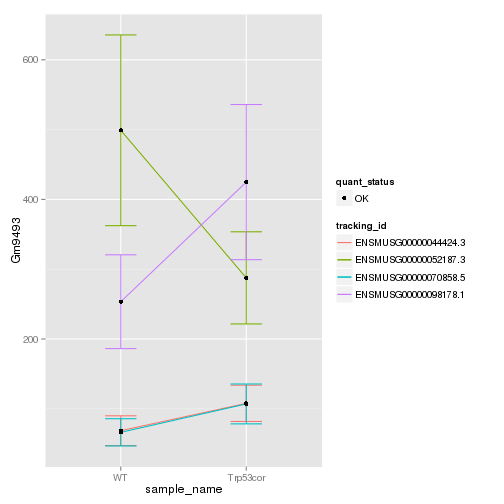 600
400
200
Gm9493
WT
Trp53cor
sample_name
quant_status
OK
tracking_id
ENSMUSG00000044424.3
ENSMUSG00000052187.3
ENSMUSG00000070858.5
ENSMUSG00000098178.1